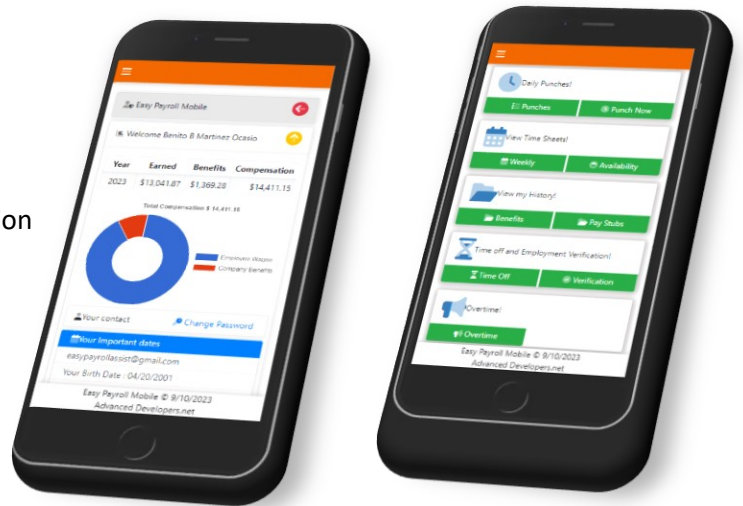 on
Easy Payroll Mobile
Welcome Benito B Martinez Ocasio
Year Earned Benefits Compensation
2023 $13,041.87 $1,369.28 $14,411.15
Total Compensation $ 14,411.15
Employee Wages
Company Benefits
Your contact Change Password
Your Important dates
easypayrollassist@gmail.com
Your Birth Date : 04/20/2001
Easy Payroll Mobile © 9/10/2023
Advanced Developers.net
Daily Punches!
Punches Punch Now
View Time Sheets!
Weekly Availability
View my History!
Benefits Pay Stubs
Time off and Employment Verification!
Time Off Verification
Overtime!
Overtime
Easy Payroll Mobile © 9/10/2023
Advanced Developers.net